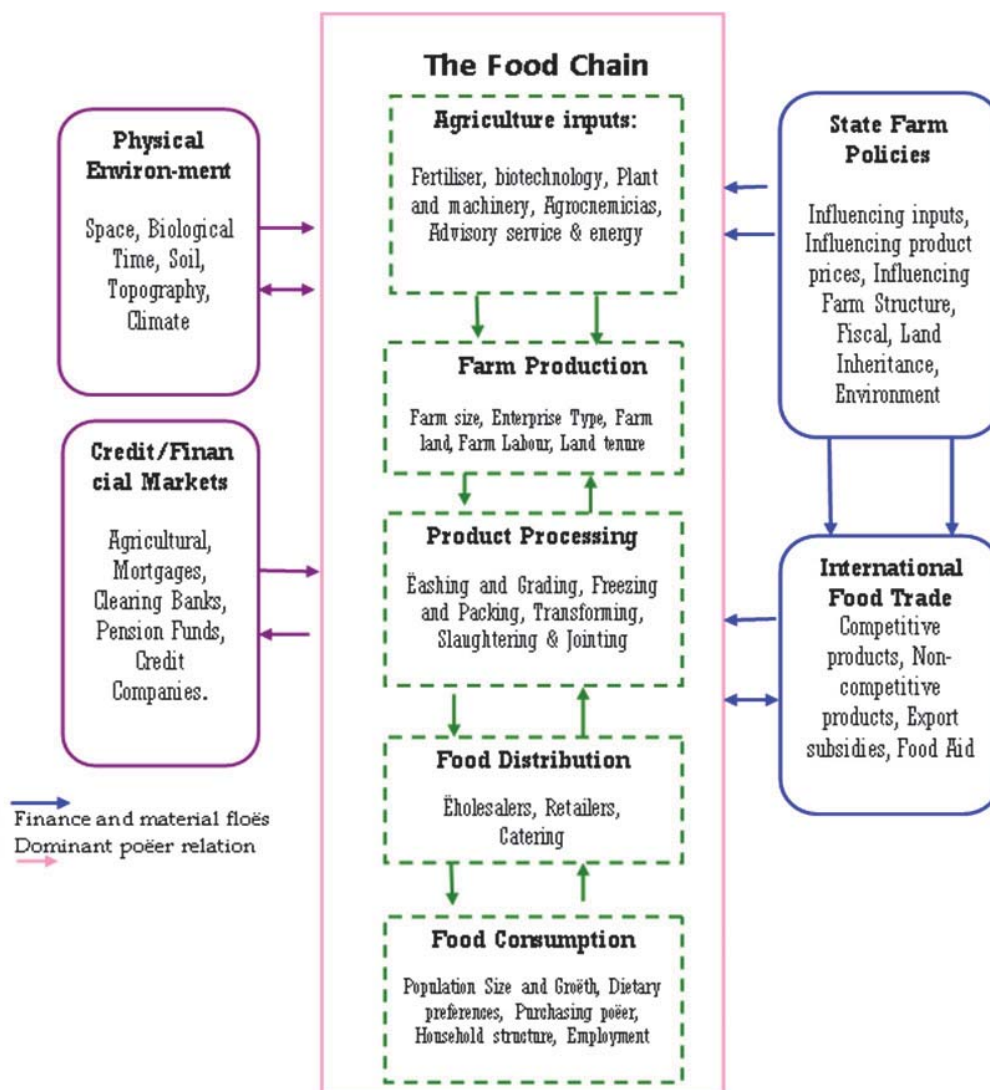 The Food Chain
Agriculture inputs:
Fertiliser, biotechnology, Plant
and machinery, Agrocnemicias,
Advisory service & energy
Farm Production
Farm size, Enterprise Type, Farm
land, Farm Labour, Land tenure
Product Processing
Ëashing and Grading, Freezing
and Packing, Transforming,
Slaughtering & Jointing
Food Distribution
Ëholesalers, Retailers,
Catering
Food Consumption
Population Size and Groëth, Dietary
preferences, Purchasing poëer,
Household structure, Employment
Physical
Environ-ment
Space, Biological
Time, Soil,
Topography,
Climate
Credit/Finan
cial Markets
Agricultural,
Mortgages,
Clearing Banks,
Pension Funds,
Credit
Companies.
Finance and material floës
Dominant poëer relation
State Farm
Policies
Influencing inputs,
Influencing product
prices, Influencing
Farm Structure,
Fiscal, Land
Inheritance,
Environment
International
Food Trade
Competitive
products, Non-
competitive
products, Export
subsidies, Food Aid